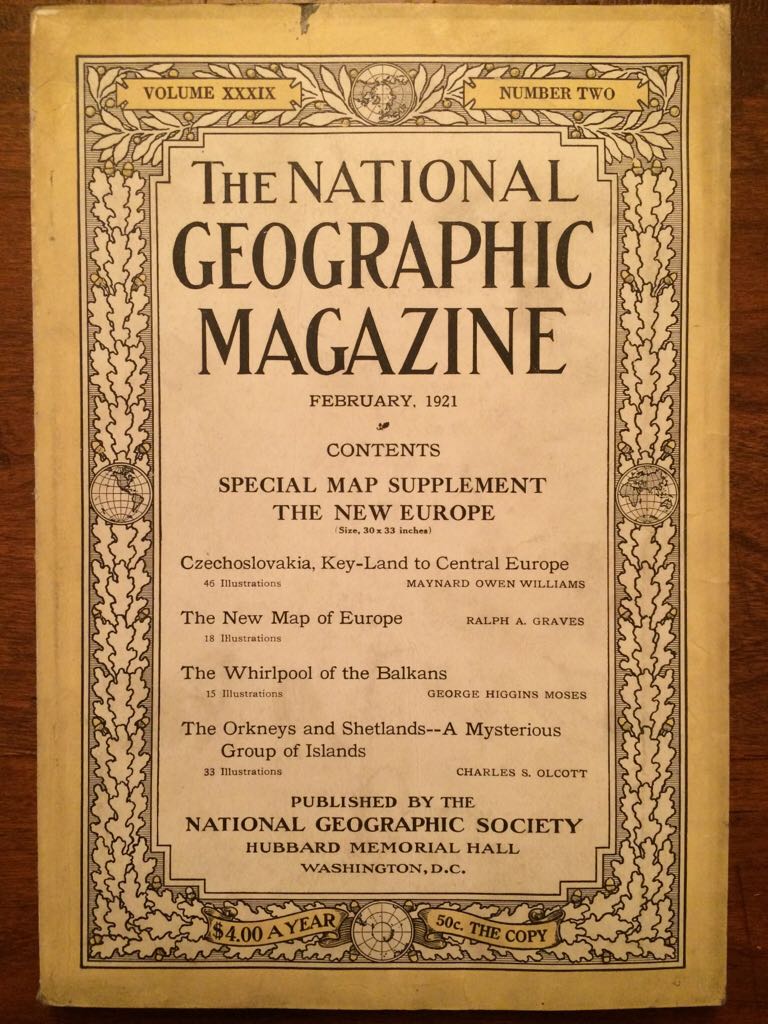 VOLUME XXXIX
NUMBER TWO
THE NATIONAL
GEOGRAPHIC
MAGAZINE
FEBRUARY, 1921
CONTENTS
SPECIAL MAP SUPPLEMENT
THE NEW EUROPE
(Size, 30 x 33 inches)
Czechoslovakia, Key-Land to Central Europe
46 Illustrations MAYNARD OWEN WILLIAMS
The New Map of Europe RALPH A. GRAVES
18 Illustrations
The Whirlpool of the Balkans
15 Illustrations GEORGE HIGGINS MOSES
The Orkneys and Shetlands--A Mysterious
Group of Islands
33 Illustrations CHARLES S. OLCOTT
PUBLISHED BY THE
NATIONAL GEOGRAPHIC SOCIETY
HUBBARD MEMORIAL HALL
WASHINGTON, D.C.
$4.00 A YEAR
50c. THE COPY